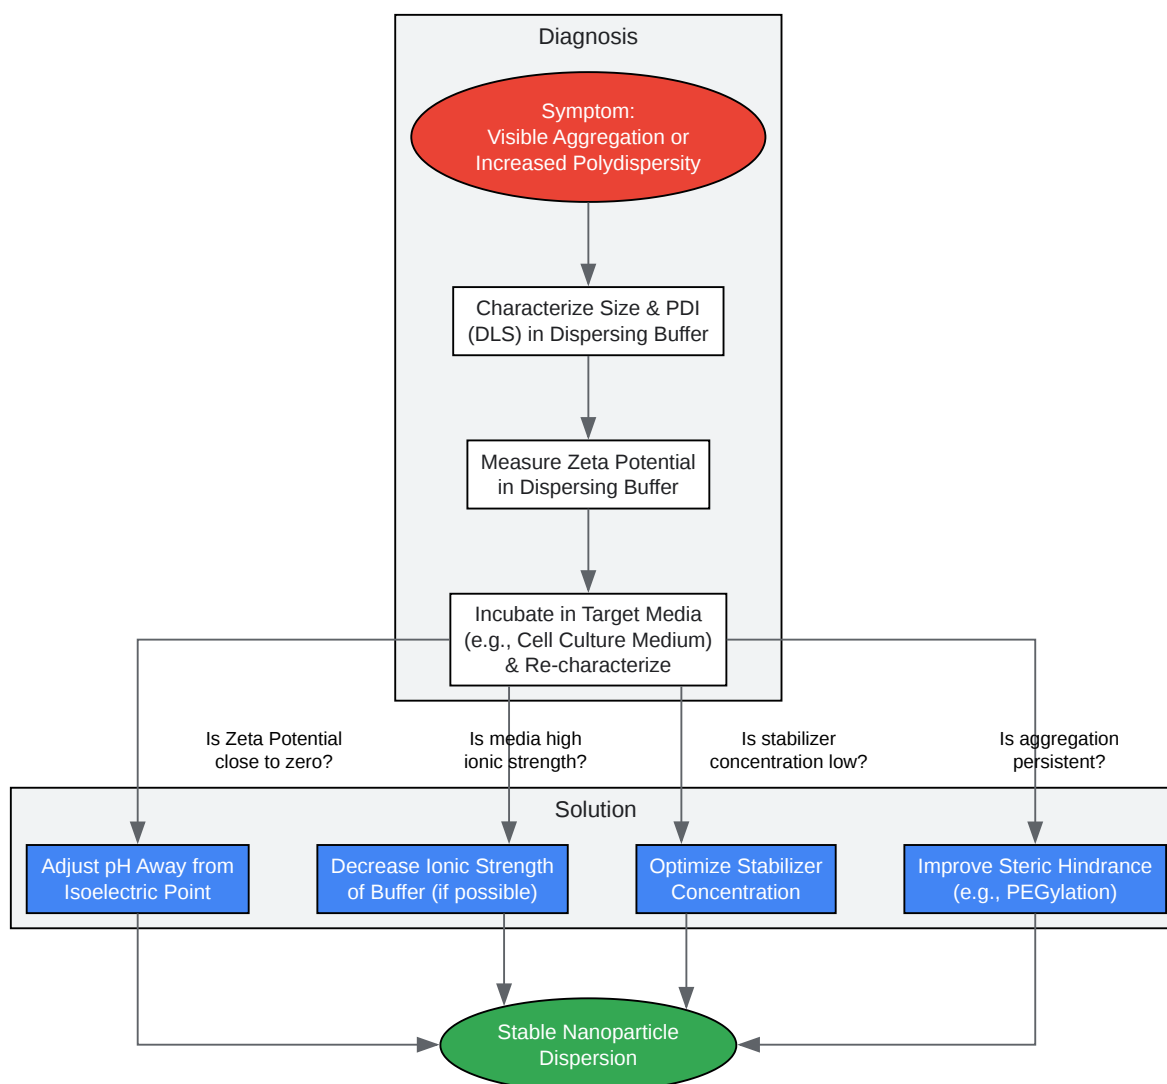 Diagnosis
Symptom:
Visible Aggregation or
Increased Polydispersity
Characterize Size & PDI
(DLS) in Dispersing Buffer
Measure Zeta Potential
in Dispersing Buffer
Incubate in Target Media
(e.g., Cell Culture Medium)
& Re-characterize
Is Zeta Potential
close to zero?
Is media high
ionic strength?
Is stabilizer
concentration low?
Is aggregation
persistent?
Solution
Adjust pH Away from
Isoelectric Point
Decrease Ionic Strength
of Buffer (if possible)
Optimize Stabilizer
Concentration
Improve Steric Hindrance
(e.g., PEGylation)
Stable Nanoparticle
Dispersion